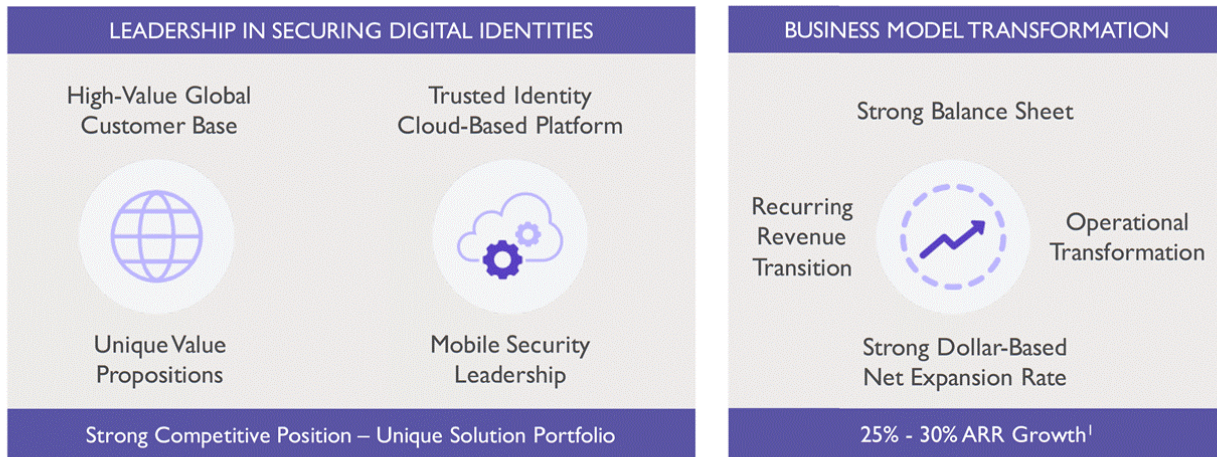 LEADERSHIP IN SECURING DIGITAL IDENTITIES
High-Value Global
Customer Base
Trusted Identity
Cloud-Based Platform
Unique Value
Propositions
Mobile Security
Leadership
Strong Competitive Position – Unique Solution Portfolio
BUSINESS MODEL TRANSFORMATION
Strong Balance Sheet
Recurring
Revenue
Transition
Operational
Transformation
Strong Dollar-Based
Net Expansion Rate
25% - 30% ARR Growth¹